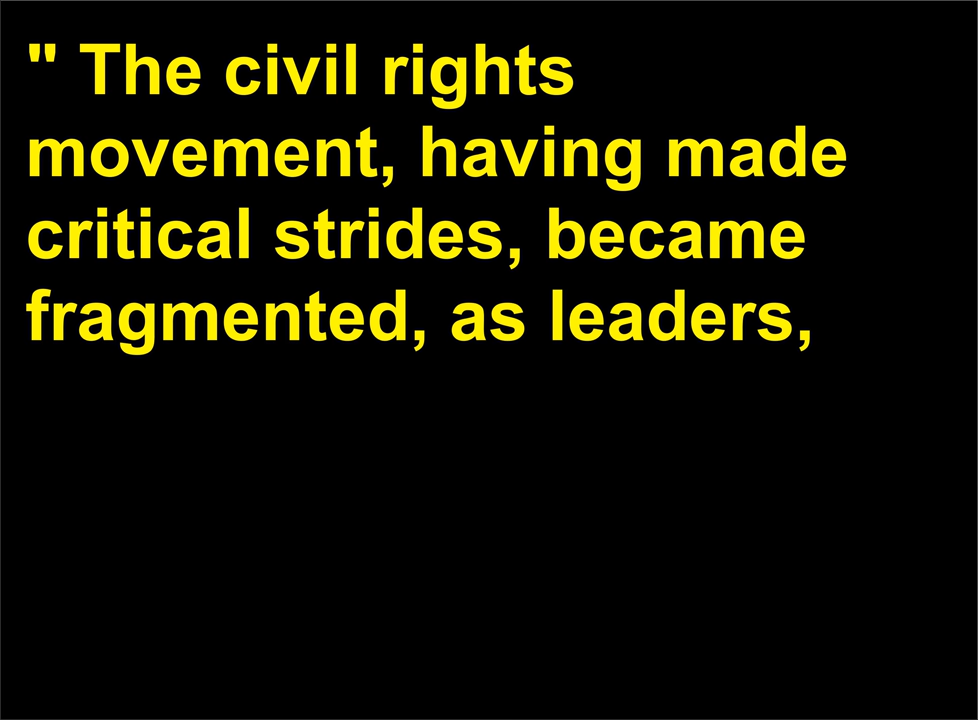 " The civil rights
movement, having made
critical strides, became
fragmented, as leaders,